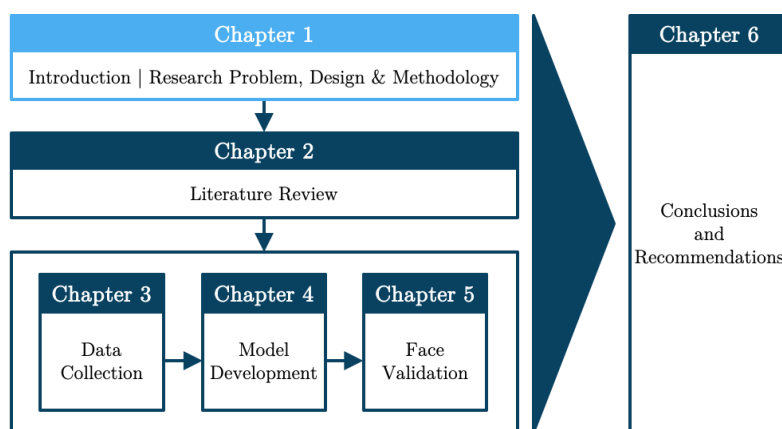 Chapter 1
Introduction | Research Problem, Design & Methodology
Chapter 2
Literature Review
Chapter 3
Data
Collection
Chapter 4
Model
Development
Chapter 5
Face
Validation
Chapter 6
Conclusions
and
Recommendations